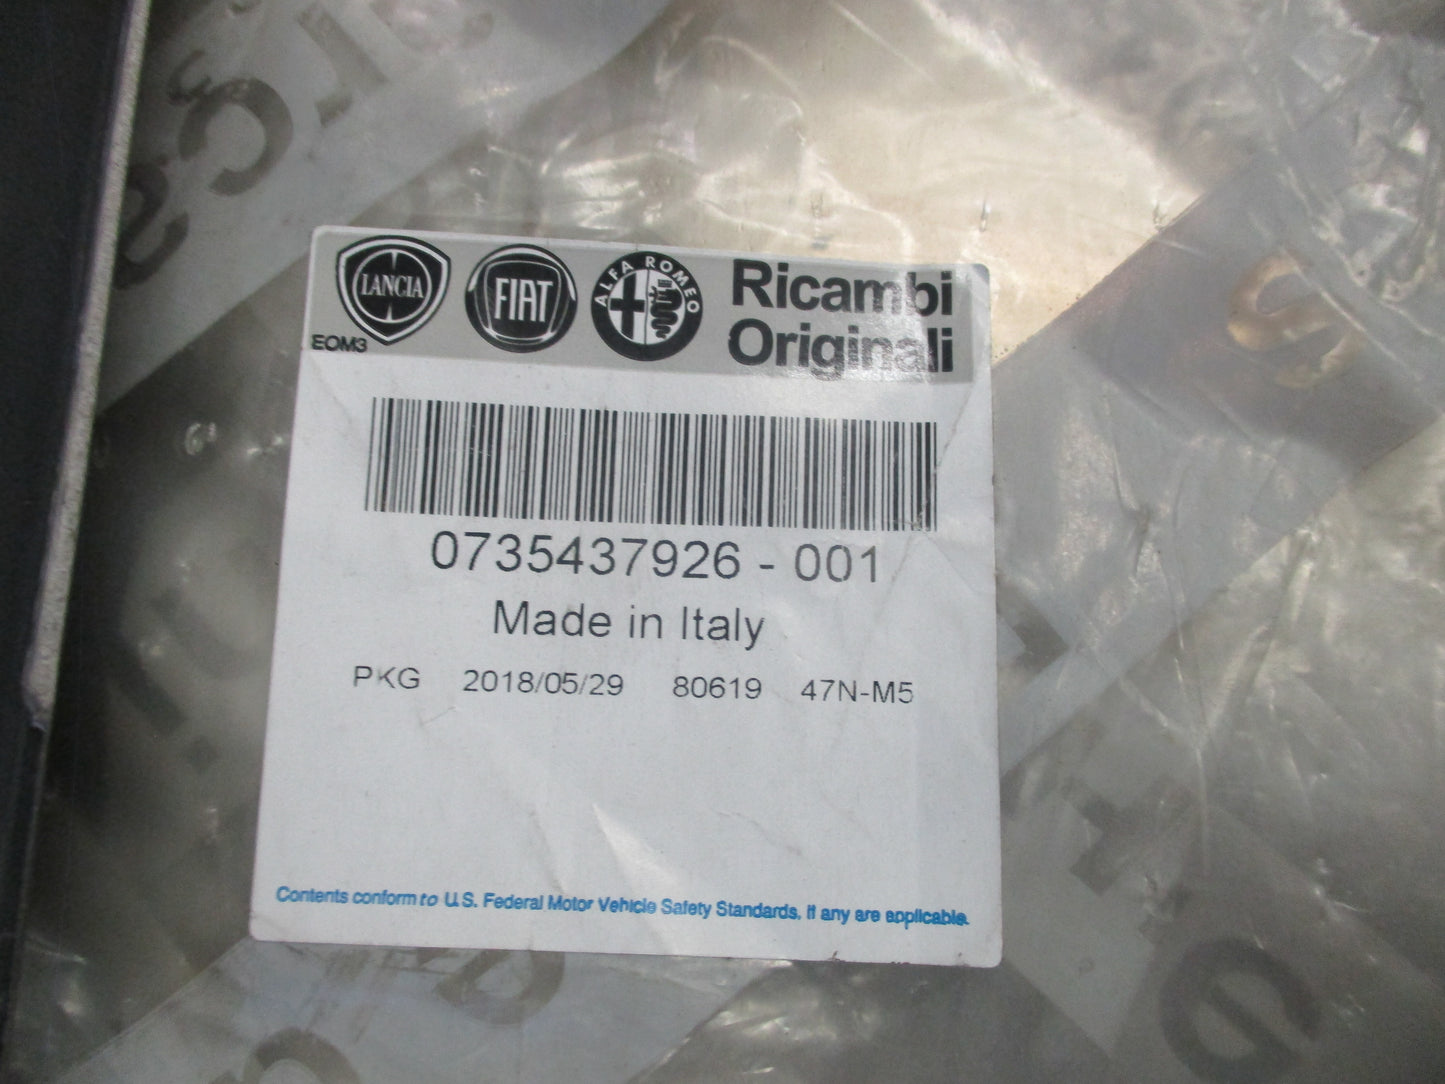 LANCIA FIAT ALFA ROMEO Ricambi
Originali
EOM3
0735437926 - 001
Made in Italy
PKG 2018/05/29 80619 47N-M5
Contents conform to U.S. Federal Motor Vehicle Safety Standards, if any are applicable.